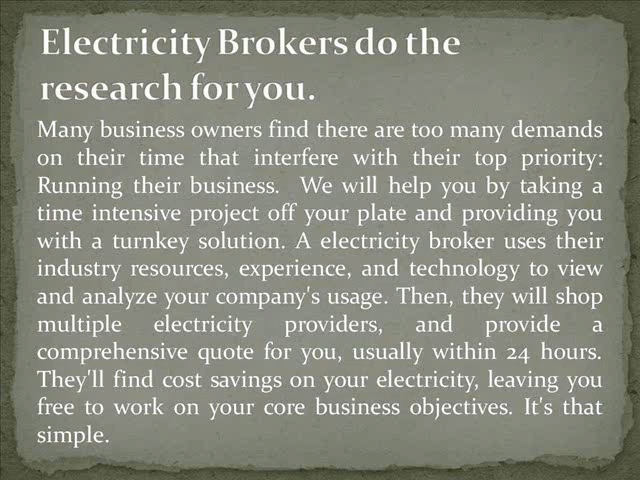 Electricity Brokers do the
research for you.
Many business owners find there are too many demands
on their time that interfere with their top priority:
Running their business.  We will help you by taking a
time intensive project off your plate and providing you
with a turnkey solution. A electricity broker uses their
industry resources, experience, and technology to view
and analyze your company's usage. Then, they will shop
multiple electricity providers, and provide a
comprehensive quote for you, usually within 24 hours.
They'll find cost savings on your electricity, leaving you
free to work on your core business objectives. It's that
simple.